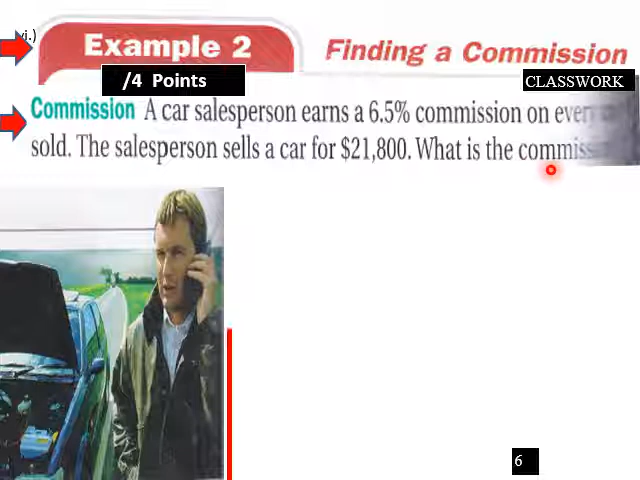 vi.)
Example 2
Finding a Commission
/4 Points
CLASSWORK
Commission A car salesperson earns a 6.5% commission on every
sold. The salesperson sells a car for $21,800. What is the
6